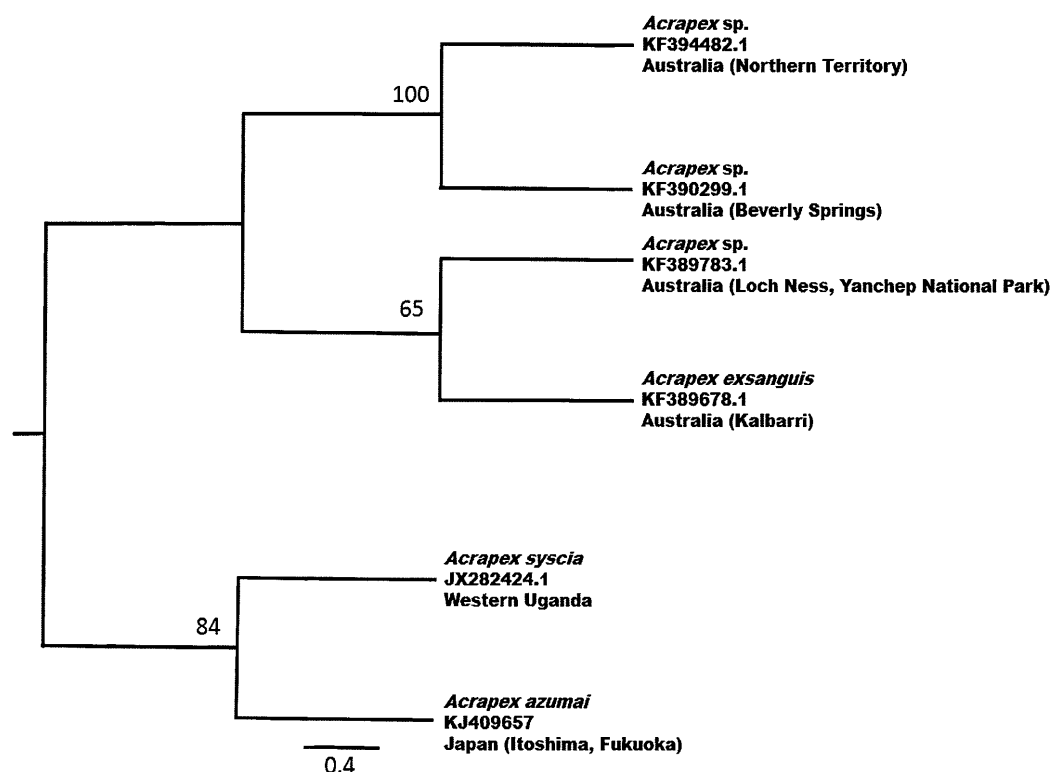 Acrapex sp.
KF394482.1
Australia (Northern Territory)
100
Acrapex sp.
KF390299.1
Australia (Beverly Springs)
Acrapex sp.
KF389783.1
Australia (Loch Ness, Yanchep National Park)
65
Acrapex exsanguis
KF389678.1
Australia (Kalbarri)
Acrapex syscia
JX282424.1
Western Uganda
84
Acrapex azumai
KJ409657
Japan (Itoshima, Fukuoka)
0.4